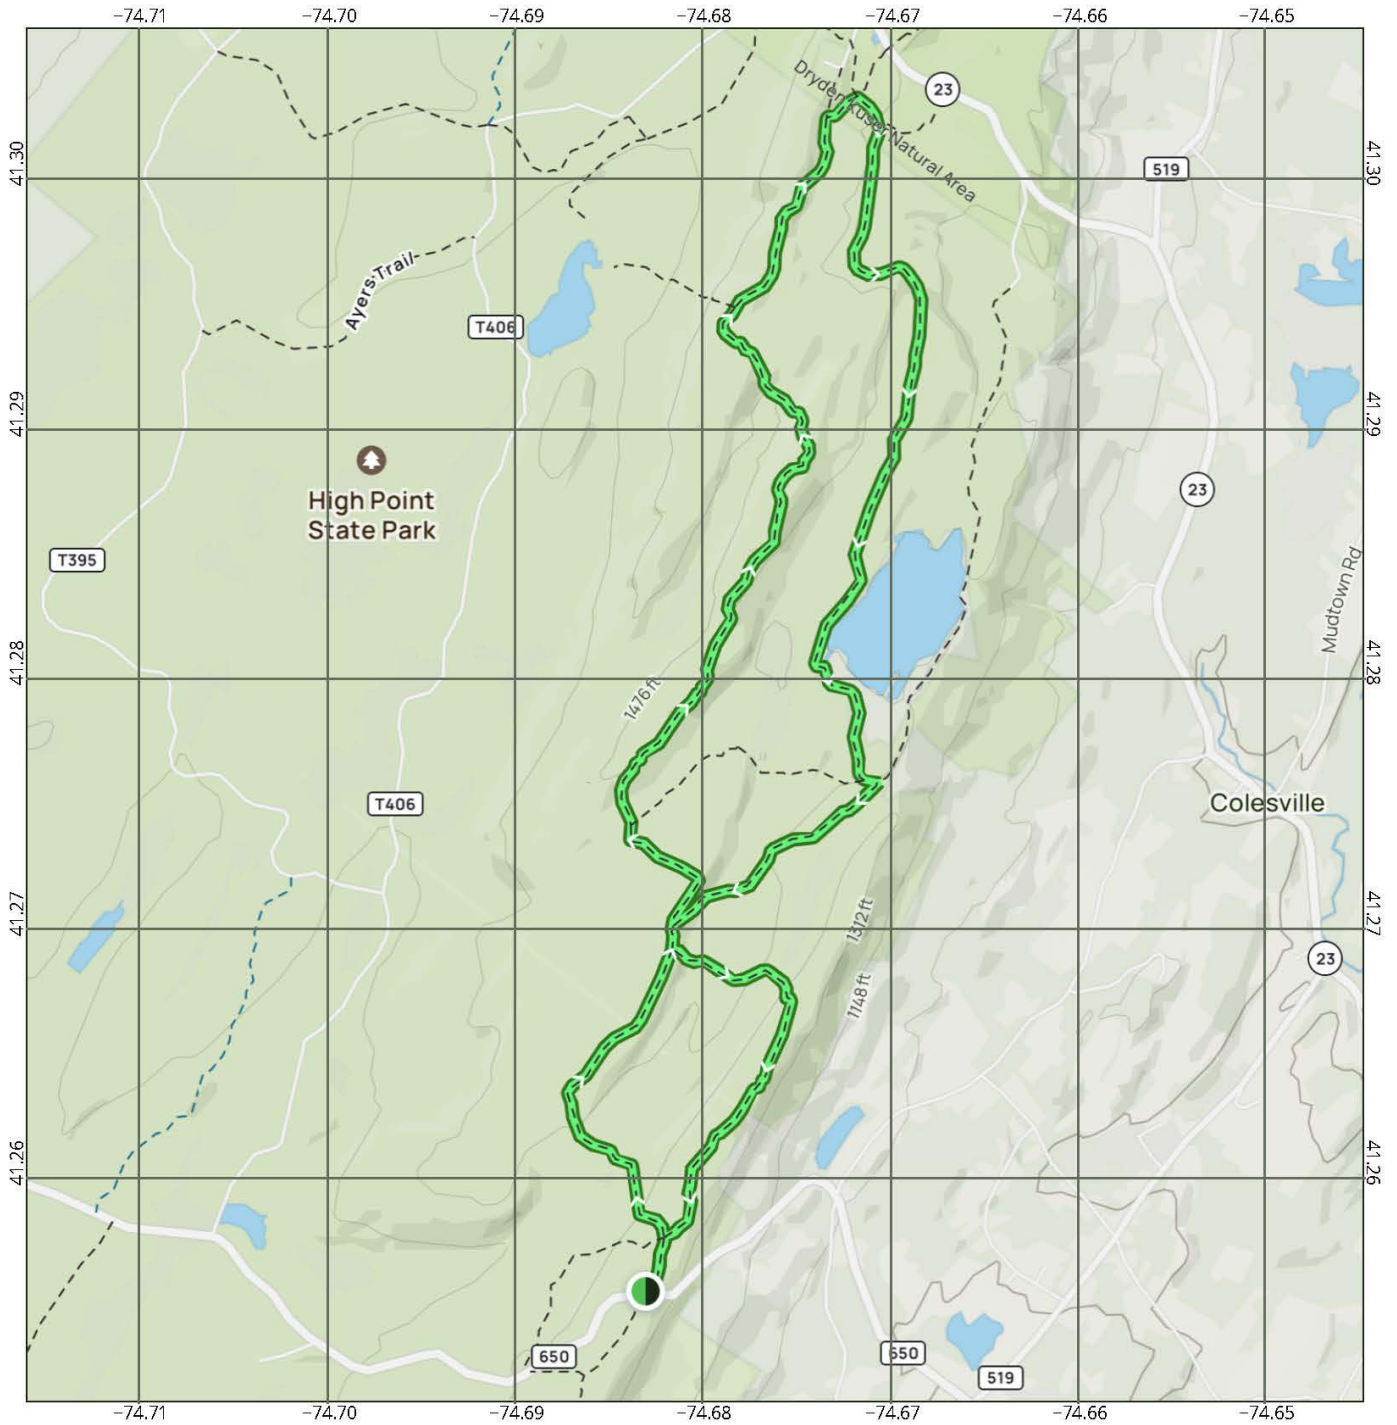 −74.71 −74.70 −74.69 −74.68 −74.67 −74.66 −74.65
Dryden Kuser Natural Area
23
41.30
519
41.30
Ayers Trail
T406
41.29
41.29
High Point
State Park
23
T395
Mudtown Rd
41.28
1476 ft
41.28
T406
Colesville
41.27
1312 ft
41.27
23
1148 ft
41.26
41.26
650
650
519
−74.71 −74.70 −74.69 −74.68 −74.67 −74.66 −74.65